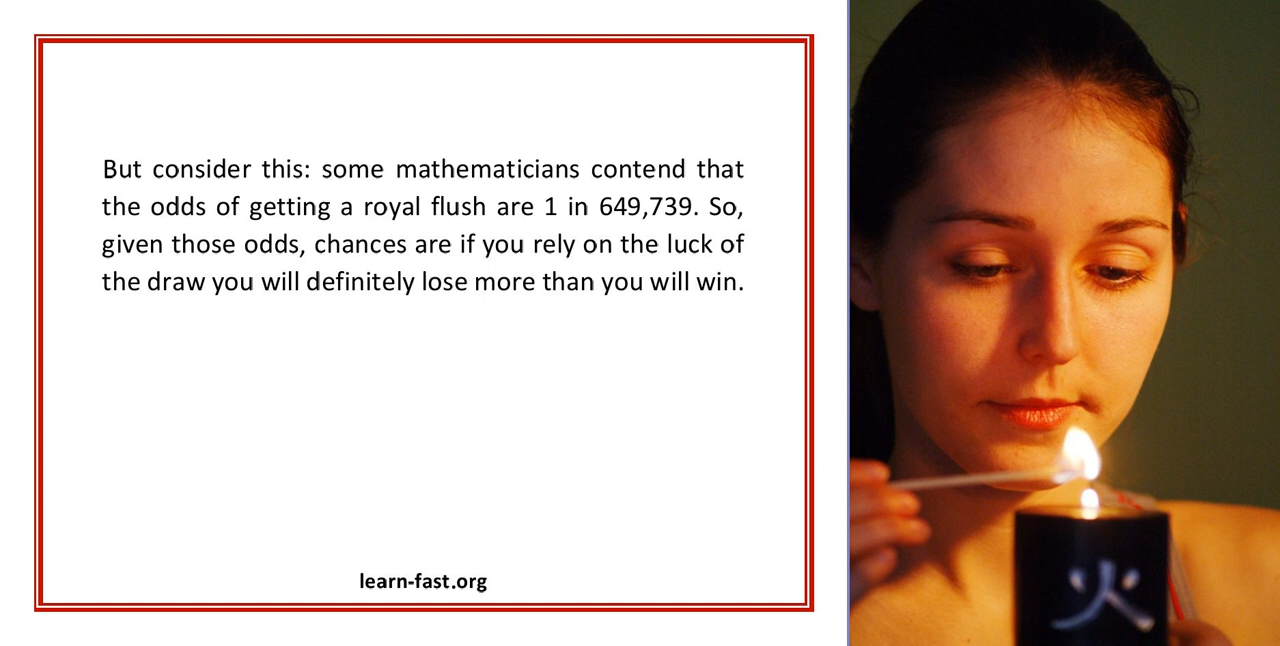 But consider this: some mathematicians contend that
the odds of getting a royal flush are 1 in 649,739. So,
given those odds, chances are if you rely on the luck of
the draw you will definitely lose more than you will win.
learn-fast.org
火